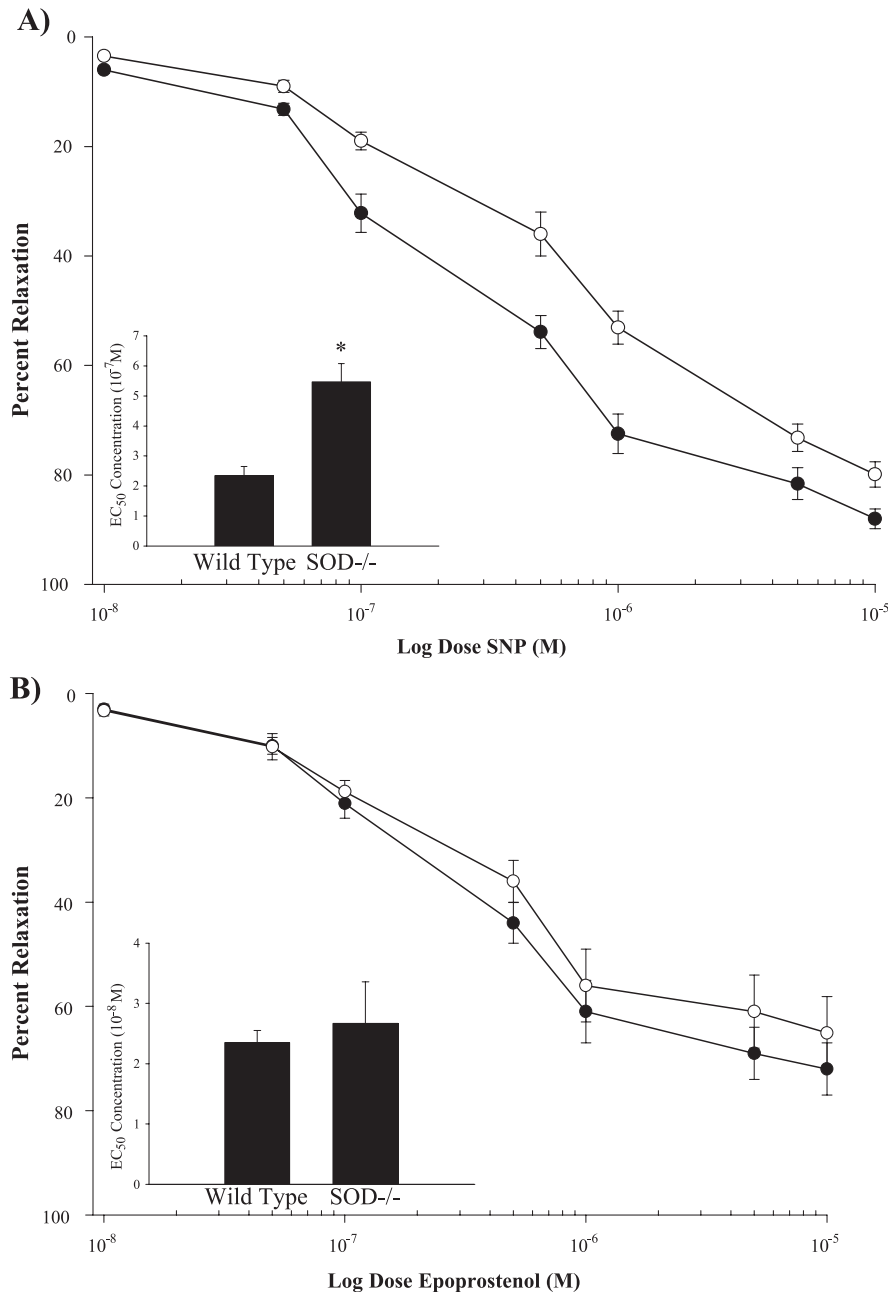 A)
0
20
40
60
80
100
Percent Relaxation
7
6
5
4
3
2
1
0
EC50 Concentration (10-7M)
*
Wild Type SOD-/-
10-8 10-7 10-6 10-5
Log Dose SNP (M)
B)
0
20
40
60
80
100
Percent Relaxation
4
3
2
1
0
EC50 Concentration (10-8M)
Wild Type SOD-/-
10-8 10-7 10-6 10-5
Log Dose Epoprostenol (M)